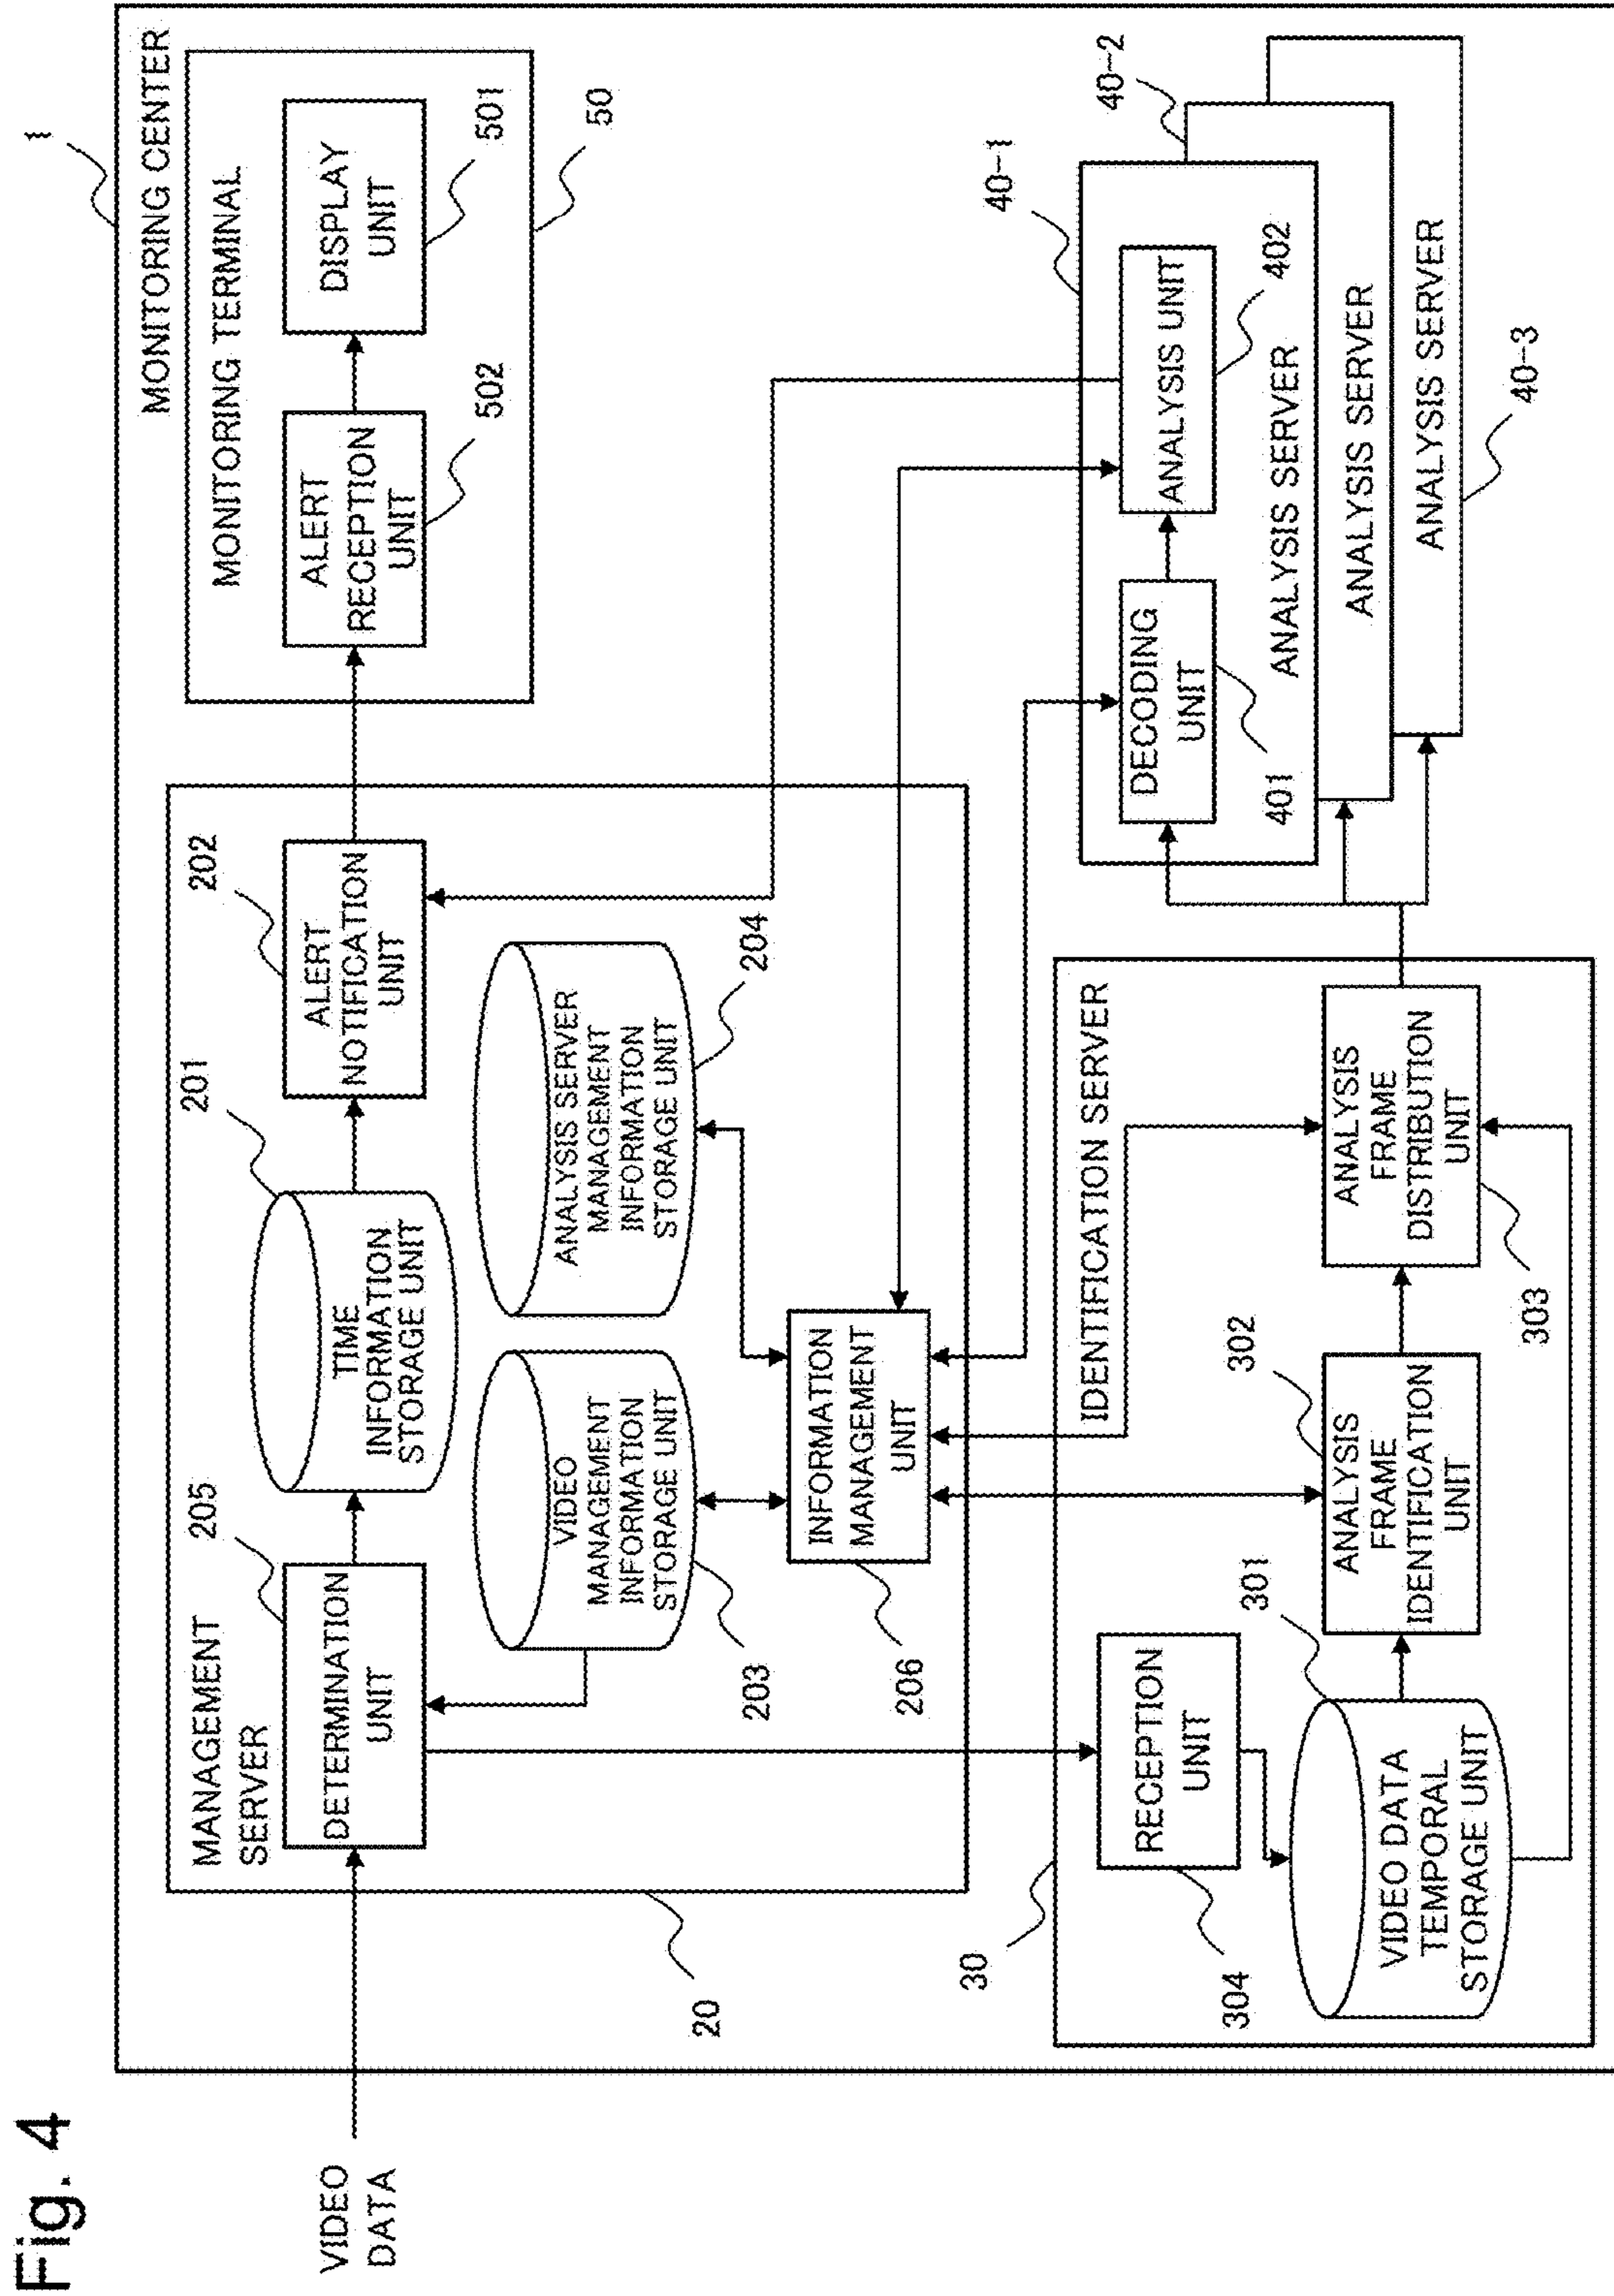 Fig. 4
1
MONITORING CENTER
VIDEO
DATA
MANAGEMENT
SERVER
205
DETERMINATION
UNIT
201
TIME
INFORMATION
STORAGE UNIT
202
ALERT
NOTIFICATION
UNIT
MONITORING TERMINAL
ALERT
RECEPTION
UNIT
502
DISPLAY
UNIT
501
50
VIDEO
MANAGEMENT
INFORMATION
STORAGE UNIT
203
ANALYSIS SERVER
MANAGEMENT
INFORMATION
STORAGE UNIT
204
INFORMATION
MANAGEMENT
UNIT
206
20
30
IDENTIFICATION SERVER
RECEPTION
UNIT
304
301
VIDEO DATA
TEMPORAL
STORAGE UNIT
302
ANALYSIS
FRAME
IDENTIFICATION
UNIT
ANALYSIS
FRAME
DISTRIBUTION
UNIT
303
40-1
40-2
DECODING
UNIT
401
ANALYSIS UNIT
402
ANALYSIS SERVER
ANALYSIS SERVER
ANALYSIS SERVER
40-3